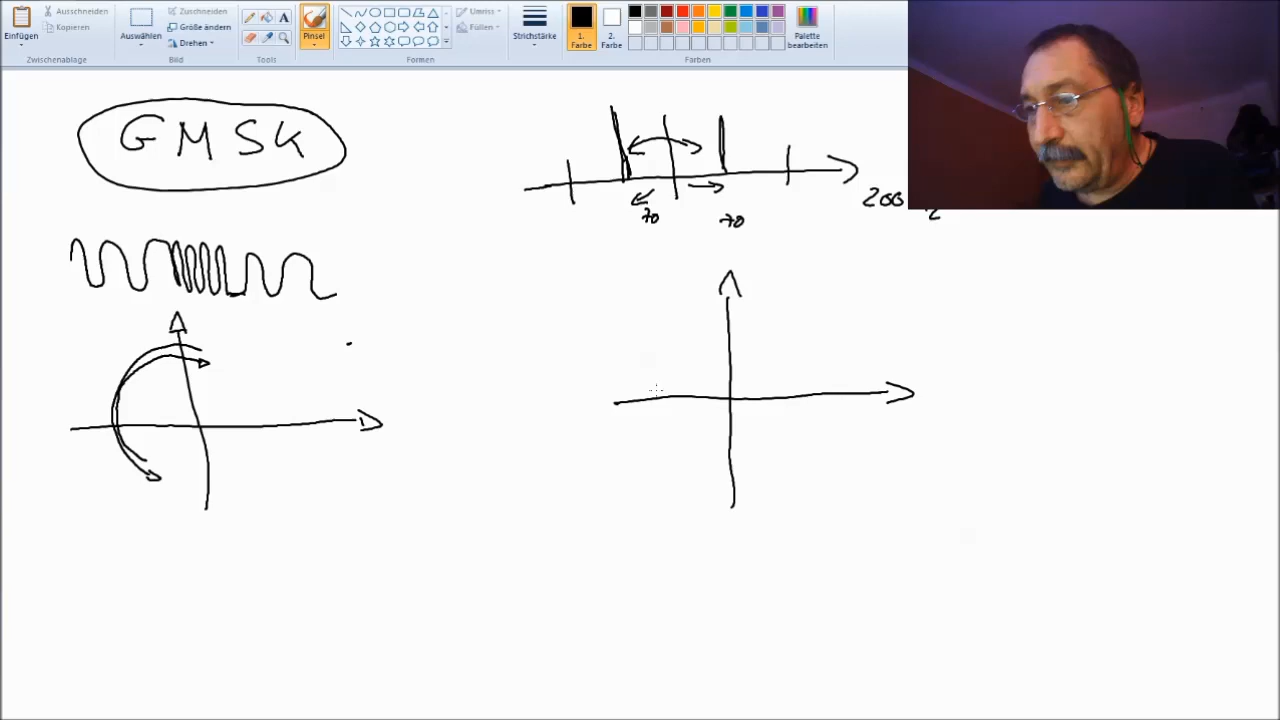 Einfügen
Auswählen
Ausschneiden
Kopieren
Zuschneiden
Größe ändern
Drehen
Pinsel
Umriss
Füllen
Strichstärke
1. Farbe
2. Farbe
Palette bearbeiten
Zwischenablage
Bild
Tools
Formen
Farben
GMSK
70
70
200